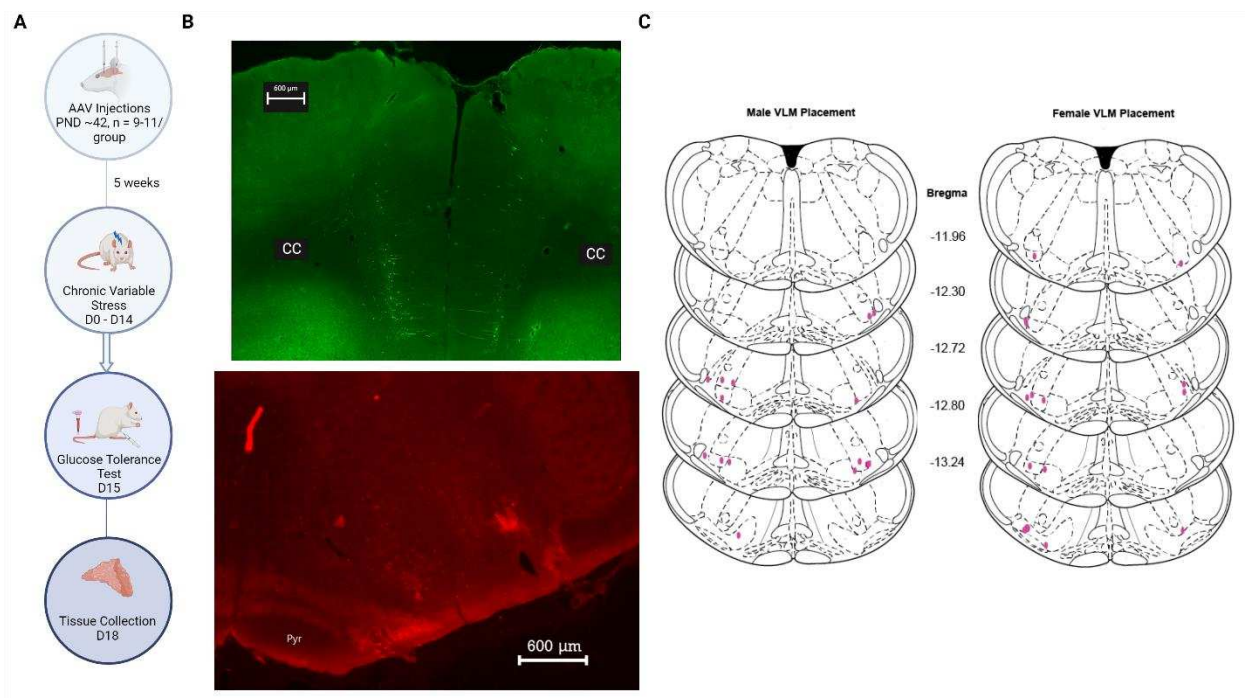 A
AAV Injections
PND ~42, n = 9-11/
group
5 weeks
Chronic Variable
Stress
D0 - D14
Glucose Tolerance
Test
D15
Tissue Collection
D18
B
600 µm
CC
CC
Pyr
600 µm
C
Male VLM Placement
Female VLM Placement
Bregma
-11.96
-12.30
-12.72
-12.80
-13.24